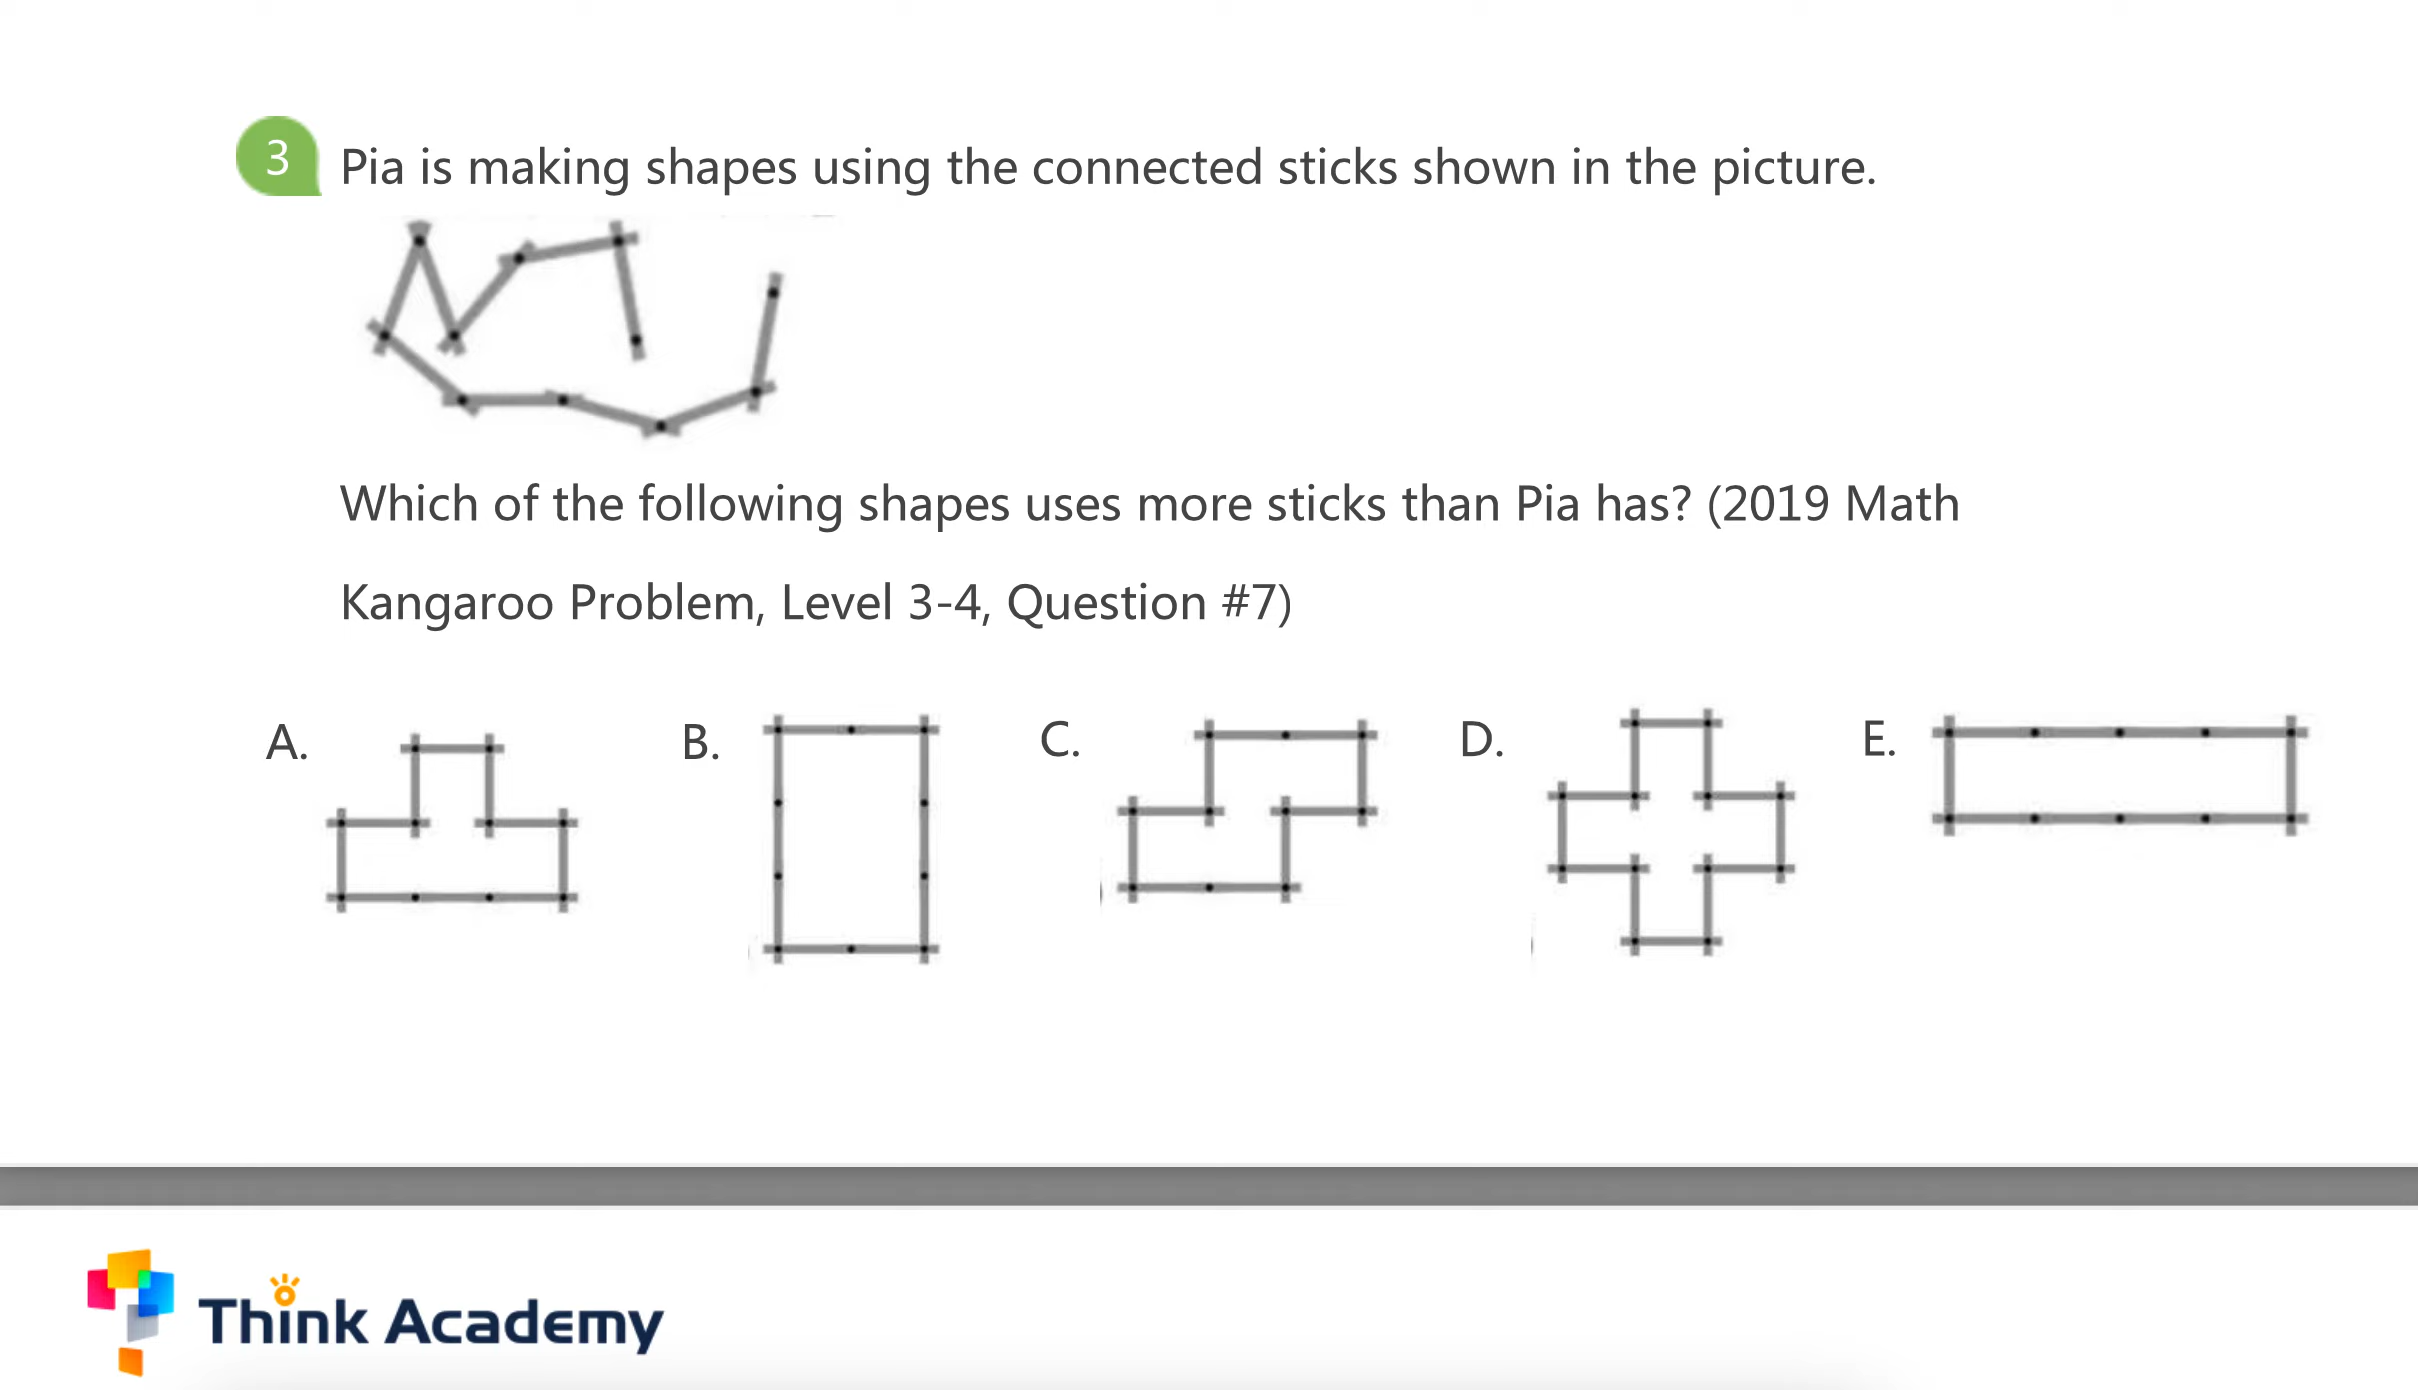 3
Pia is making shapes using the connected sticks shown in the picture.
Which of the following shapes uses more sticks than Pia has? (2019 Math
Kangaroo Problem, Level 3-4, Question #7)
A. B. C. D. E.
Think Academy